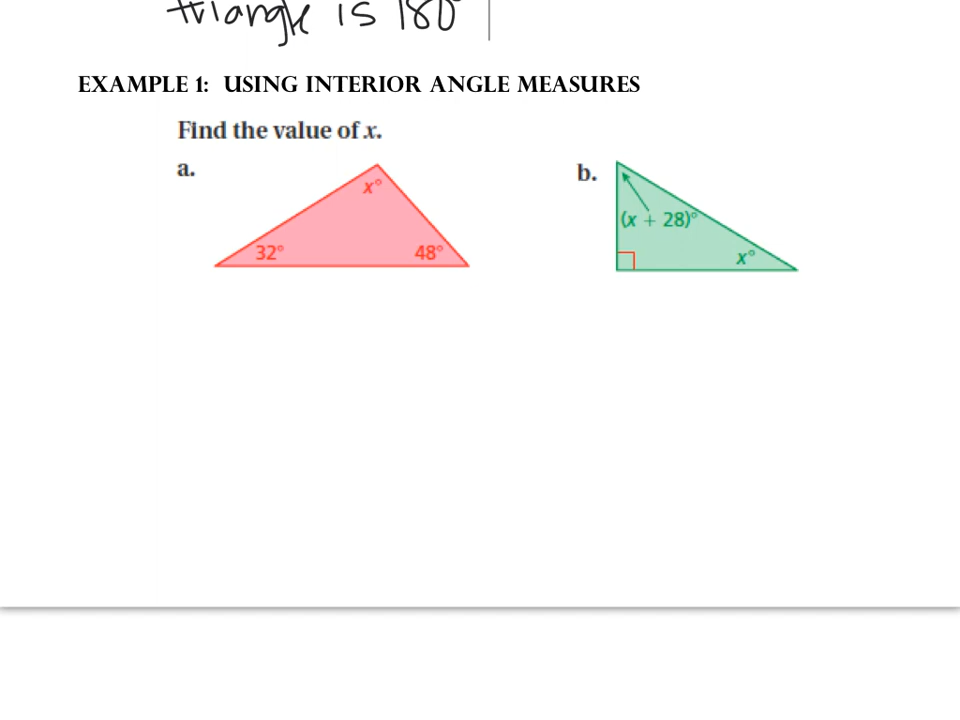 triangle is 180°
EXAMPLE 1: USING INTERIOR ANGLE MEASURES
Find the value of x.
a.
x°
32°
48°
b.
(x + 28)°
x°